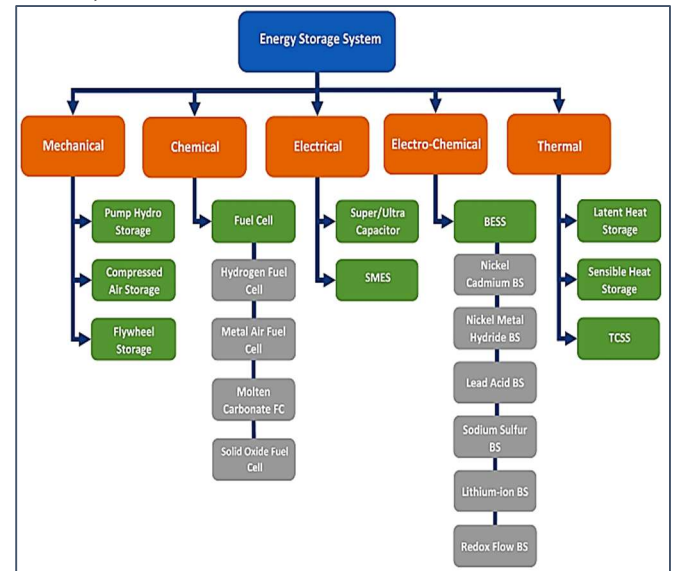 Energy Storage System
Mechanical
Chemical
Electrical
Electro-Chemical
Thermal
Pump Hydro
Storage
Compressed
Air Storage
Flywheel
Storage
Fuel Cell
Hydrogen Fuel
Cell
Metal Air Fuel
Cell
Molten
Carbonate FC
Solid Oxide Fuel
Cell
Super/Ultra
Capacitor
SMES
BESS
Nickel
Cadmium BS
Nickel Metal
Hydride BS
Lead Acid BS
Sodium Sulfur
BS
Lithium-ion BS
Redox Flow BS
Latent Heat
Storage
Sensible Heat
Storage
TCSS